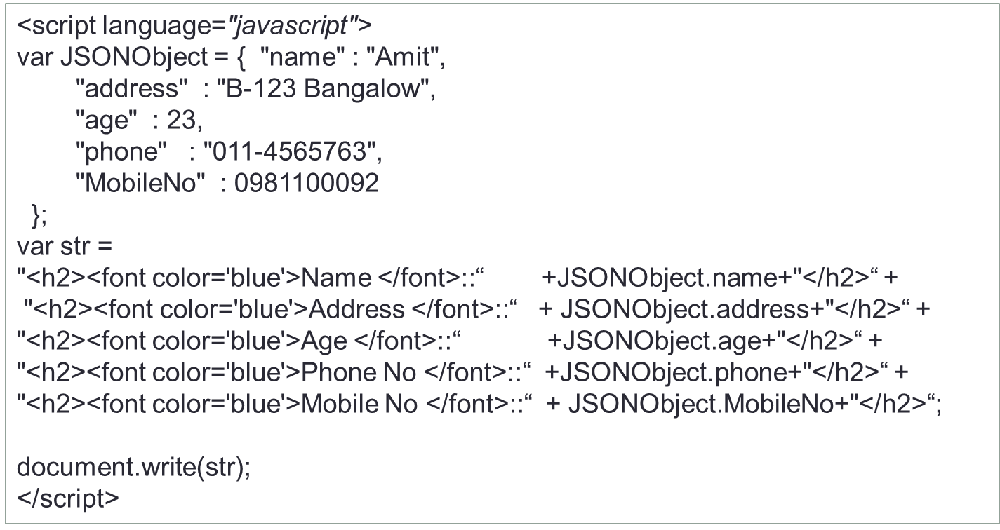 <script language="javascript">
var JSONObject = {  "name" : "Amit",
"address"  : "B-123 Bangalow",
"age"  : 23,
"phone"   : "011-4565763",
"MobileNo"  : 0981100092
};
var str =
"<h2><font color='blue'>Name </font>::“ +JSONObject.name+"</h2>“ +
"<h2><font color='blue'>Address </font>::“ + JSONObject.address+"</h2>“ +
"<h2><font color='blue'>Age </font>::“ +JSONObject.age+"</h2>“ +
"<h2><font color='blue'>Phone No </font>::“ +JSONObject.phone+"</h2>“ +
"<h2><font color='blue'>Mobile No </font>::“ + JSONObject.MobileNo+"</h2>“;
document.write(str);
</script>